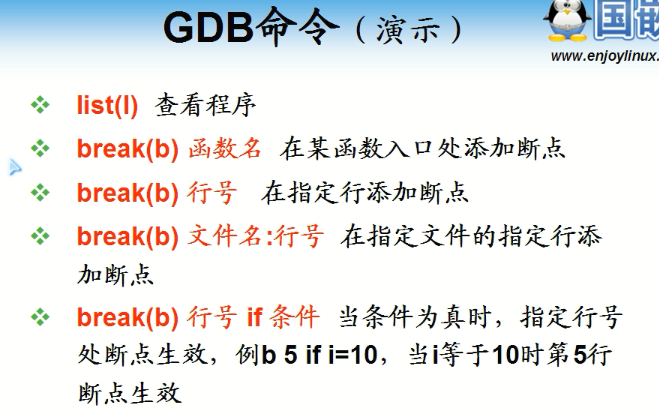 GDB命令（演示）
国嵌
www.enjoylinux.
list(l) 查看程序
break(b) 函数名 在某函数入口处添加断点
break(b) 行号 在指定行添加断点
break(b) 文件名:行号 在指定文件的指定行添
加断点
break(b) 行号 if 条件 当条件为真时，指定行号
处断点生效，例b 5 if i=10，当i等于10时第5行
断点生效